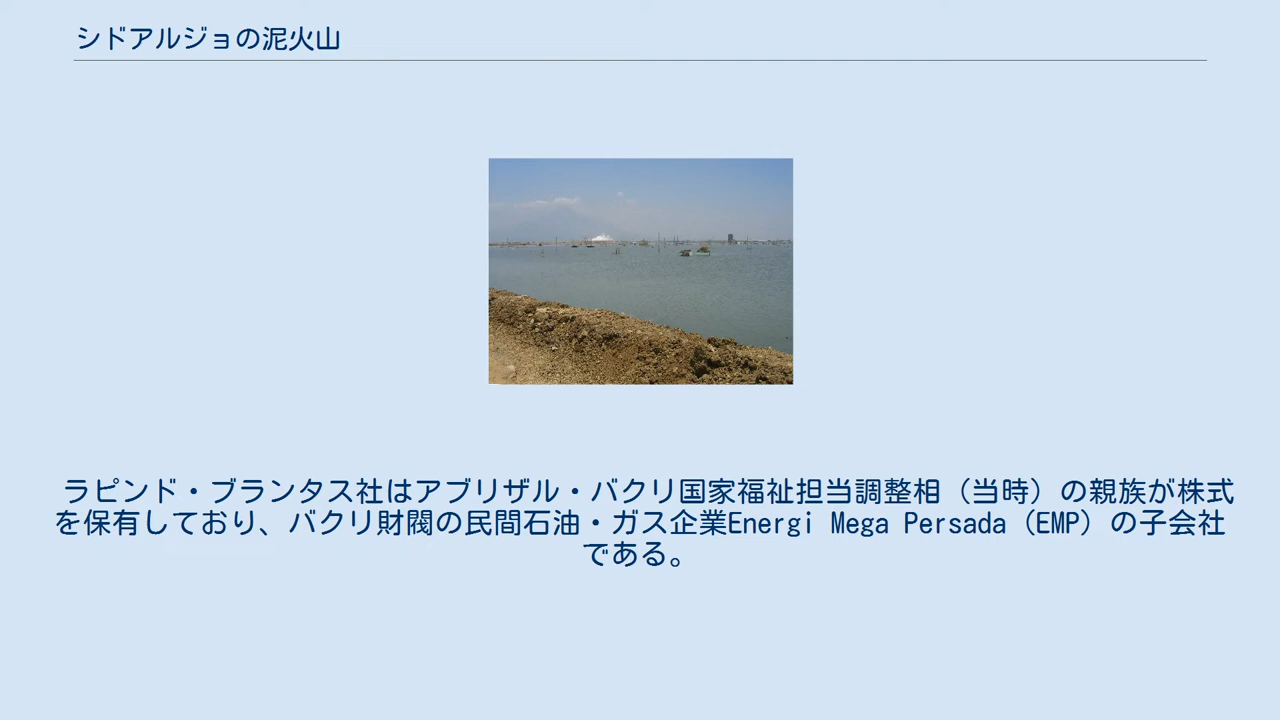 シドアルジョの泥火山
ラピンド・ブランタス社はアブリザル・バクリ国家福祉担当調整相（当時）の親族が株式
を保有しており、バクリ財閥の民間石油・ガス企業Energi Mega Persada（EMP）の子会社
である。